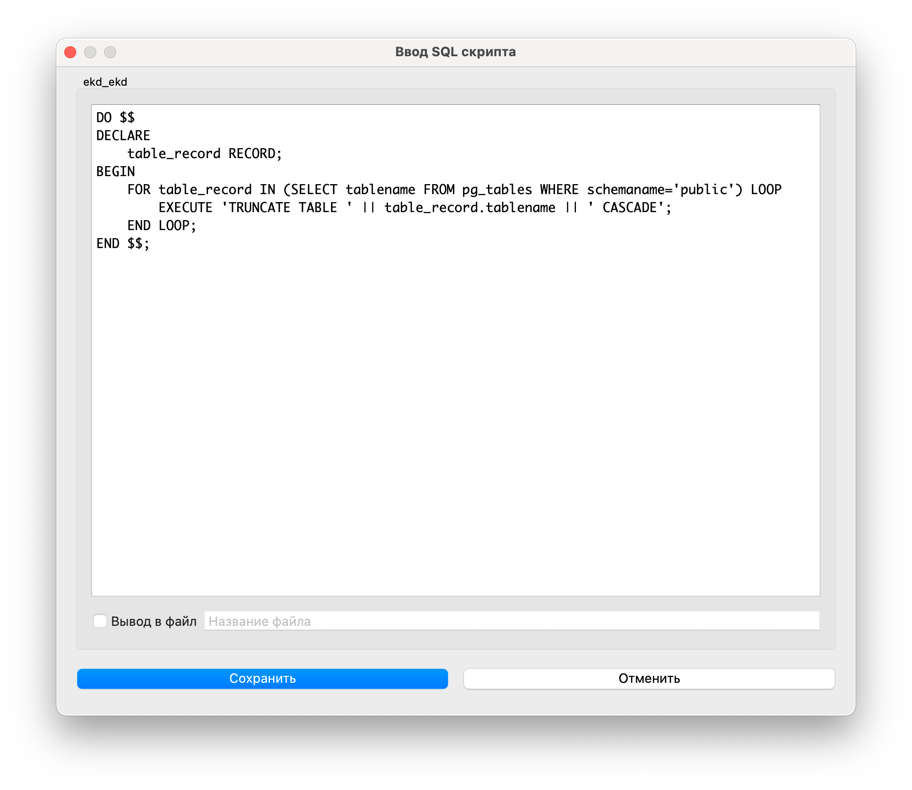 Ввод SQL скрипта
ekd_ekd
DO $$
DECLARE
    table_record RECORD;
BEGIN
    FOR table_record IN (SELECT tablename FROM pg_tables WHERE schemaname='public') LOOP
        EXECUTE 'TRUNCATE TABLE ' || table_record.tablename || ' CASCADE';
    END LOOP;
END $$;
Вывод в файл Название файла
Сохранить Отменить